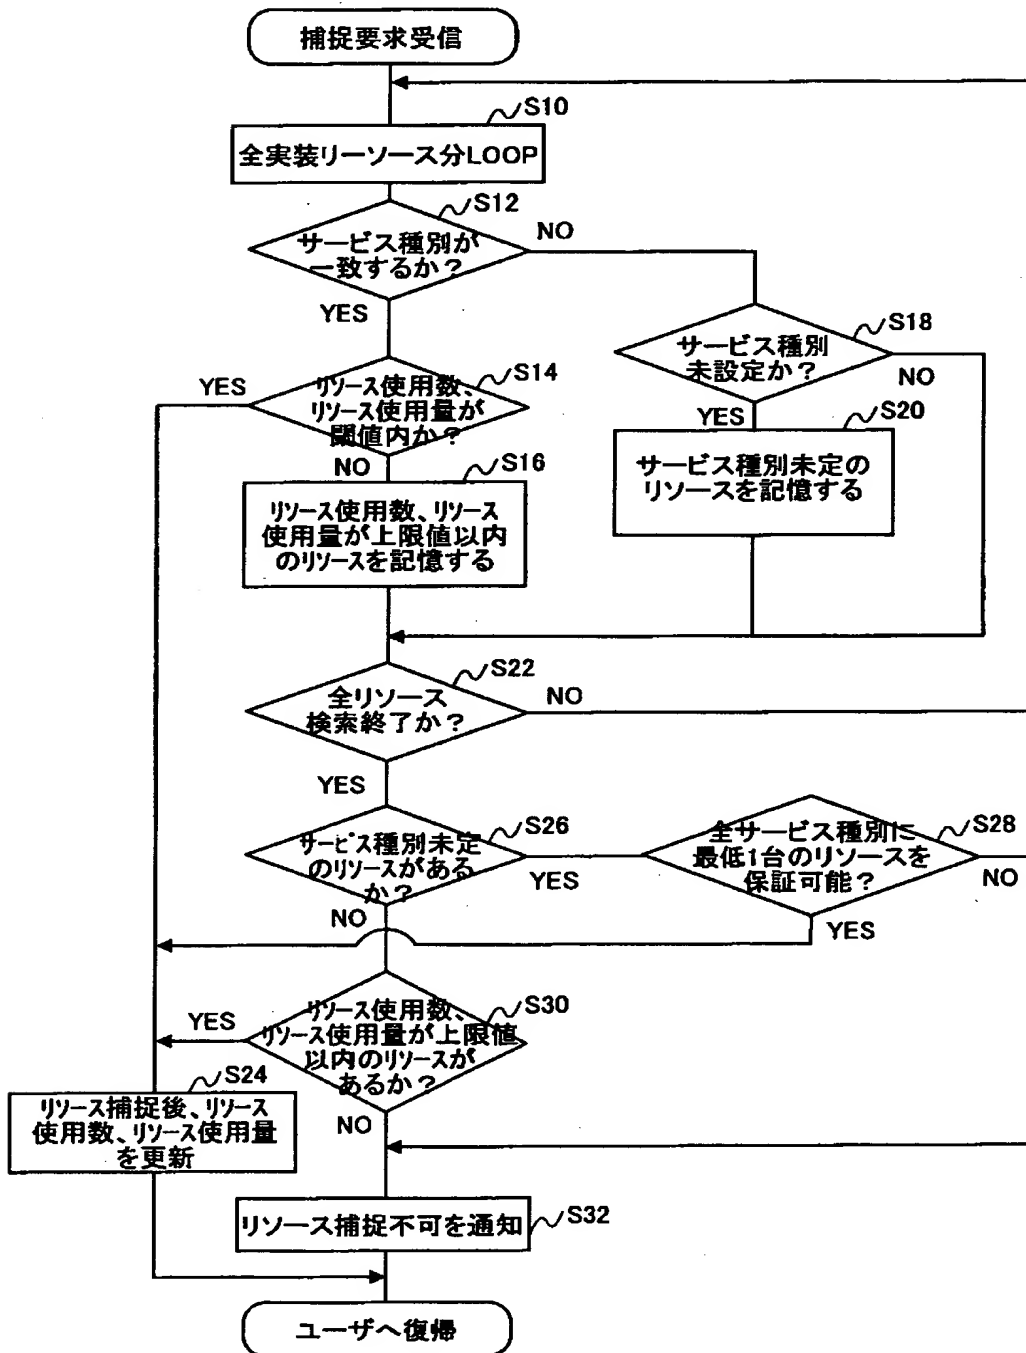 捕捉要求受信
S10
全実装リーソース分LOOP
S12
サービス種別が
一致するか?
NO
YES
S18
サービス種別
未設定か?
NO
YES
S14
リソース使用数、
リソース使用量が
閾値内か?
YES
NO
S20
サービス種別未定の
リソースを記憶する
S16
リソース使用数、リソース
使用量が上限値以内
のリソースを記憶する
S22
全リソース
検索終了か?
NO
YES
S26
サービス種別未定
のリソースがある
か?
YES
NO
S28
全サービス種別に
最低1台のリソースを
保証可能?
NO
YES
S30
リソース使用数、
リソース使用量が上限値
以内のリソースが
あるか?
YES
NO
S24
リソース捕捉後、リソース
使用数、リソース使用量
を更新
リソース捕捉不可を通知
S32
ユーザへ復帰